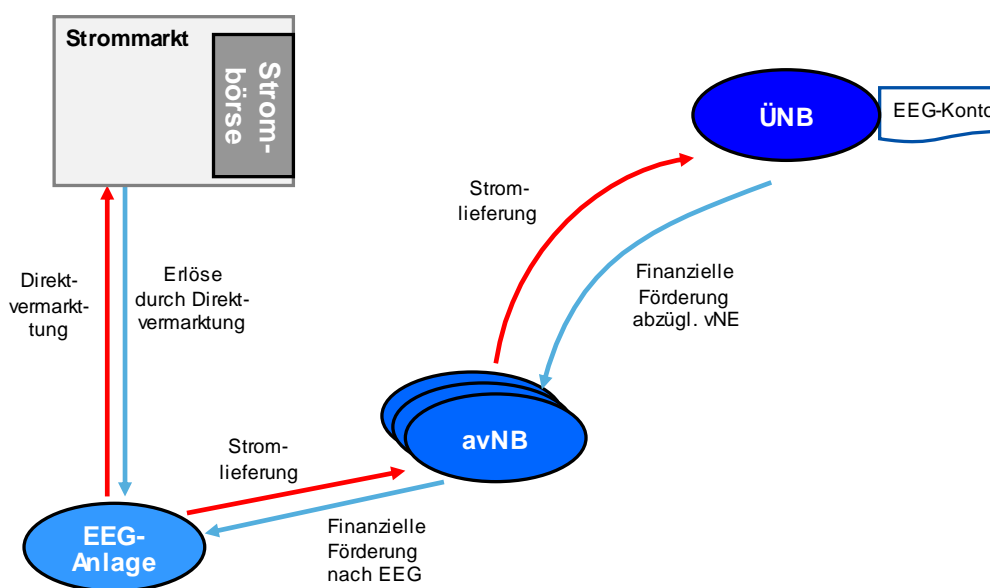 Strommarkt
Strom-
börse
ÜNB
EEG-Konto
Strom-
lieferung
Direkt-
vermarkt-
tung
Erlöse
durch Direkt-
vermarktung
Finanzielle
Förderung
abzügl. vNE
avNB
Strom-
lieferung
EEG-
Anlage
Finanzielle
Förderung
nach EEG